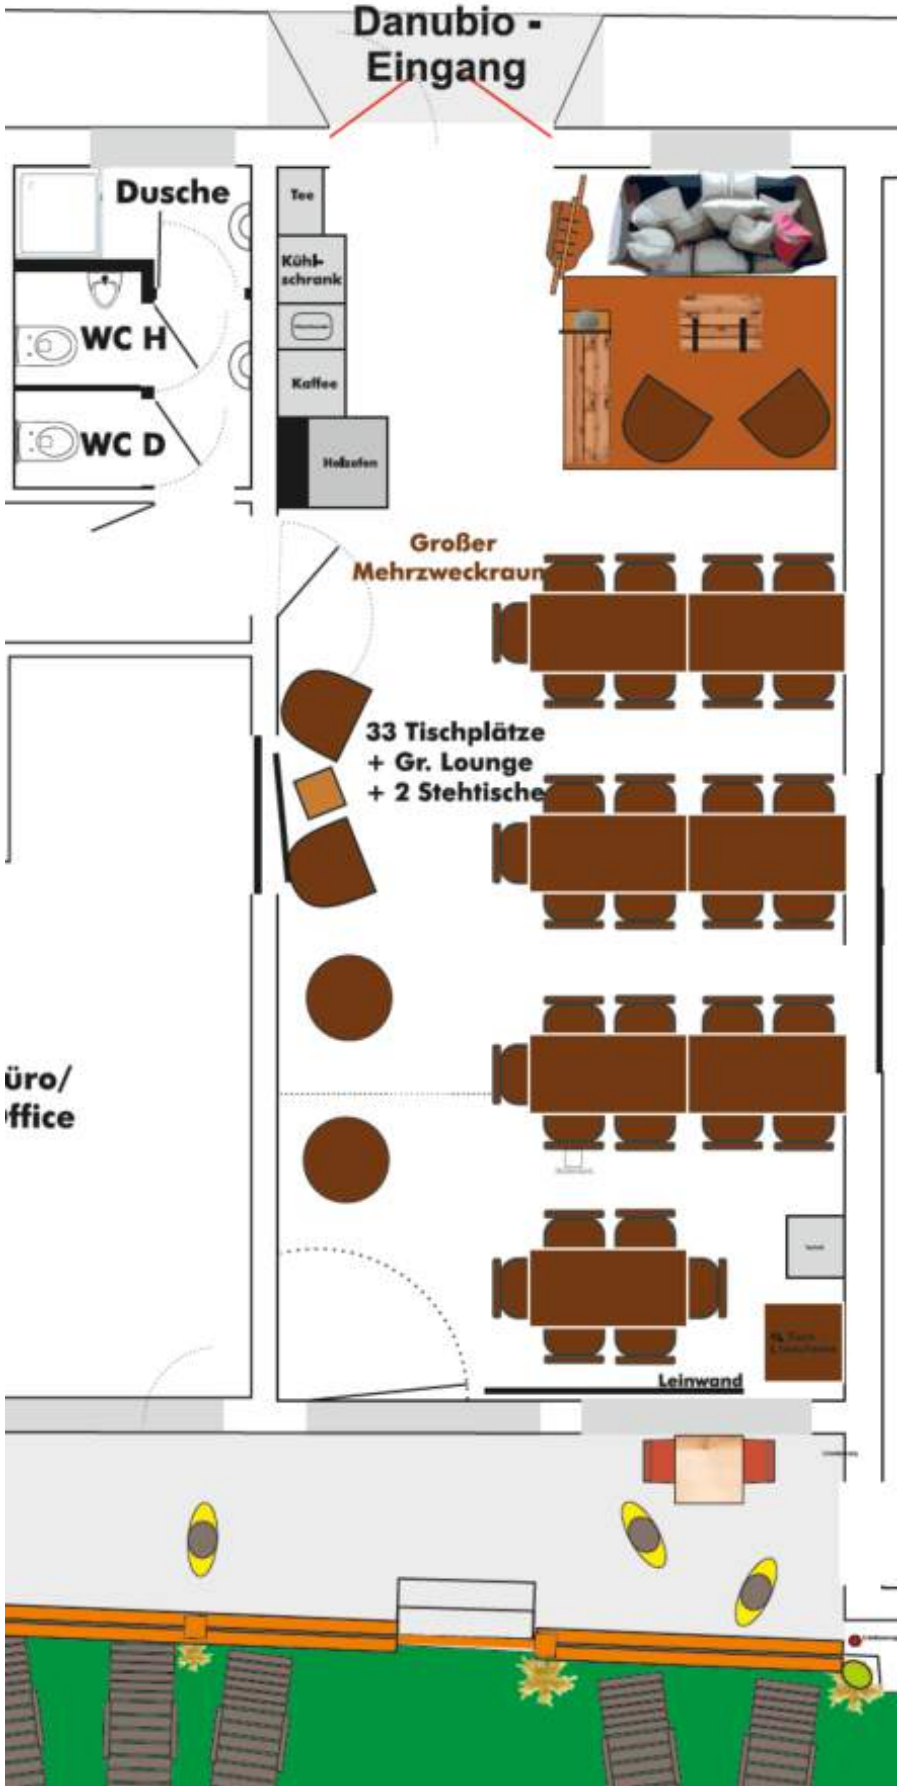 Danubio -
Eingang
Dusche
Tee
Kühl-
schrank
WC H
Kaffee
WC D
Holzofen
Großer
Mehrzweckraum
33 Tischplätze
+ Gr. Lounge
+ 2 Stehtische
üro/
ffice
Leinwand